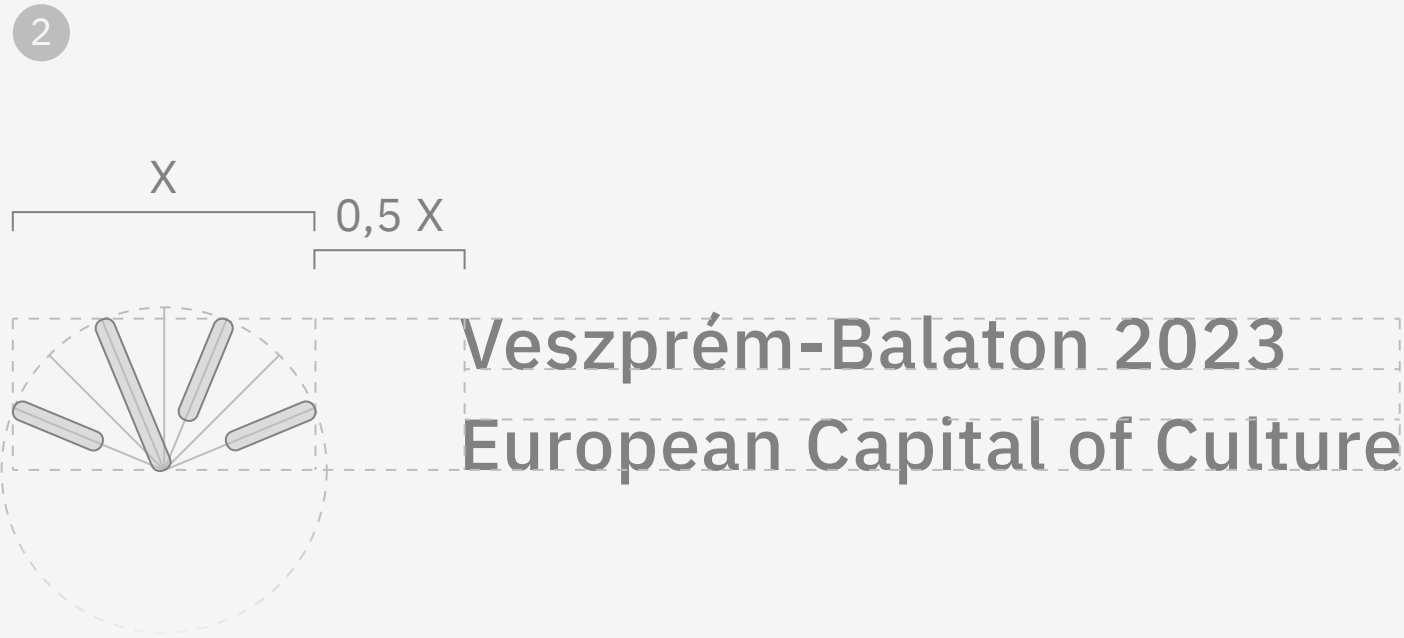 2
X
0,5 X
Veszprém-Balaton 2023
European Capital of Culture